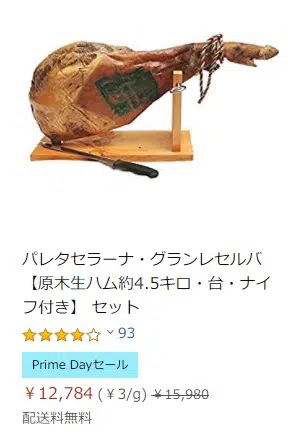 パレタセラーナ・グランレセルバ
【原木生ハム約4.5キロ・台・ナイ
フ付き】 セット
93
Prime Dayセール
￥12,784 (￥3/g) ￥15,980
配送料無料